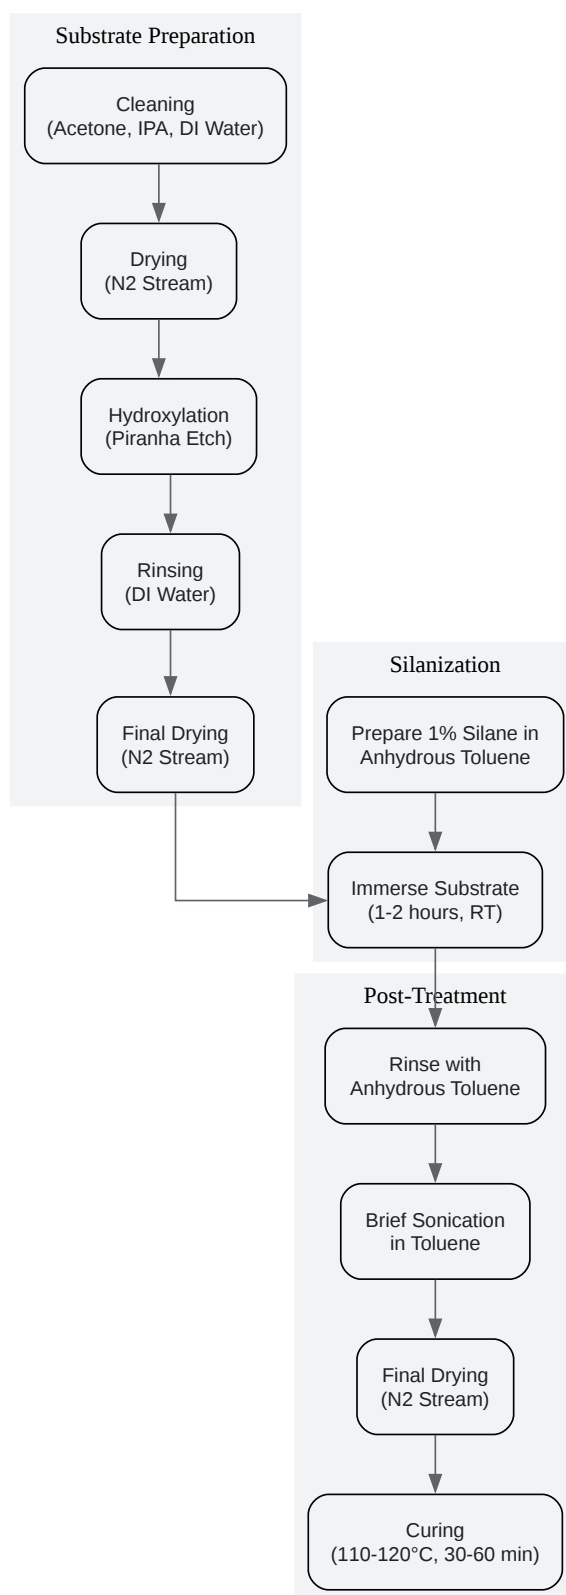 Substrate Preparation
Cleaning
(Acetone, IPA, DI Water)
Drying
(N2 Stream)
Hydroxylation
(Piranha Etch)
Rinsing
(DI Water)
Final Drying
(N2 Stream)
Silanization
Prepare 1% Silane in
Anhydrous Toluene
Immerse Substrate
(1-2 hours, RT)
Post-Treatment
Rinse with
Anhydrous Toluene
Brief Sonication
in Toluene
Final Drying
(N2 Stream)
Curing
(110-120°C, 30-60 min)